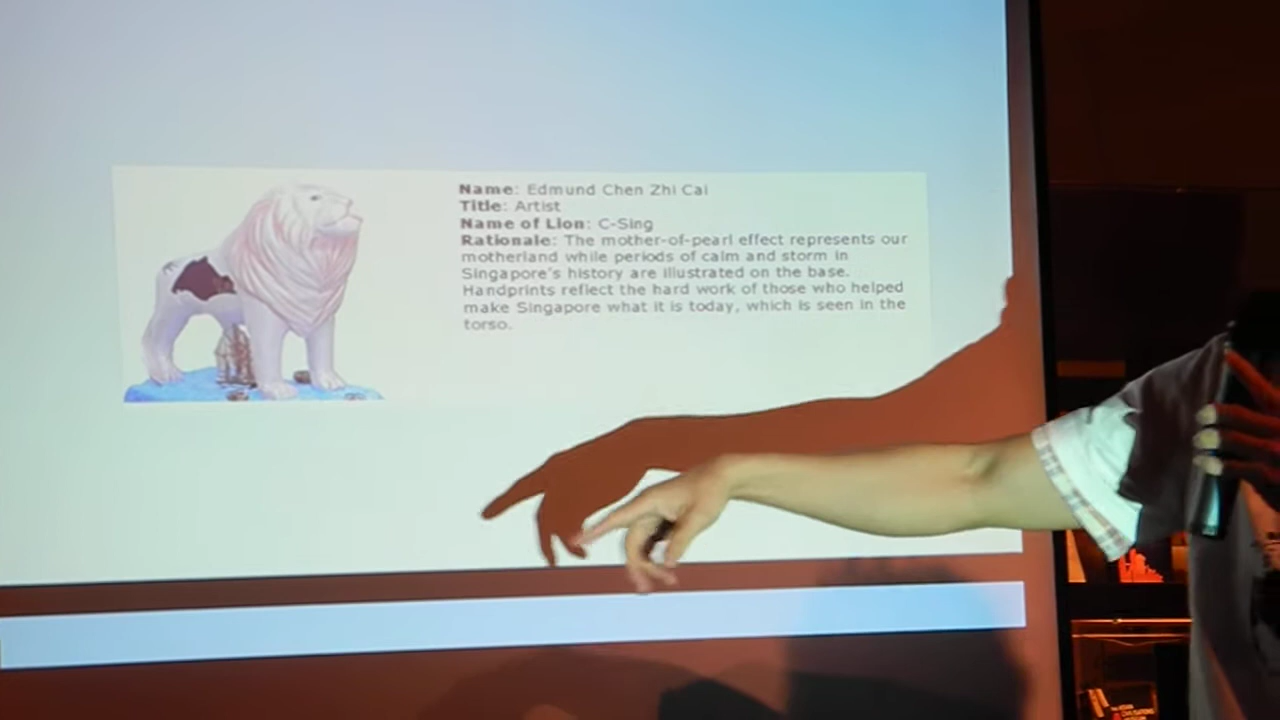 Name: Edmund Chen Zhi Cai
Title: Artist
Name of Lion: C-Sing
Rationale: The mother-of-pearl effect represents our
motherland while periods of calm and storm in
Singapore's history are illustrated on the base.
Handprints reflect the hard work of those who helped
make Singapore what it is today, which is seen in the
torso.